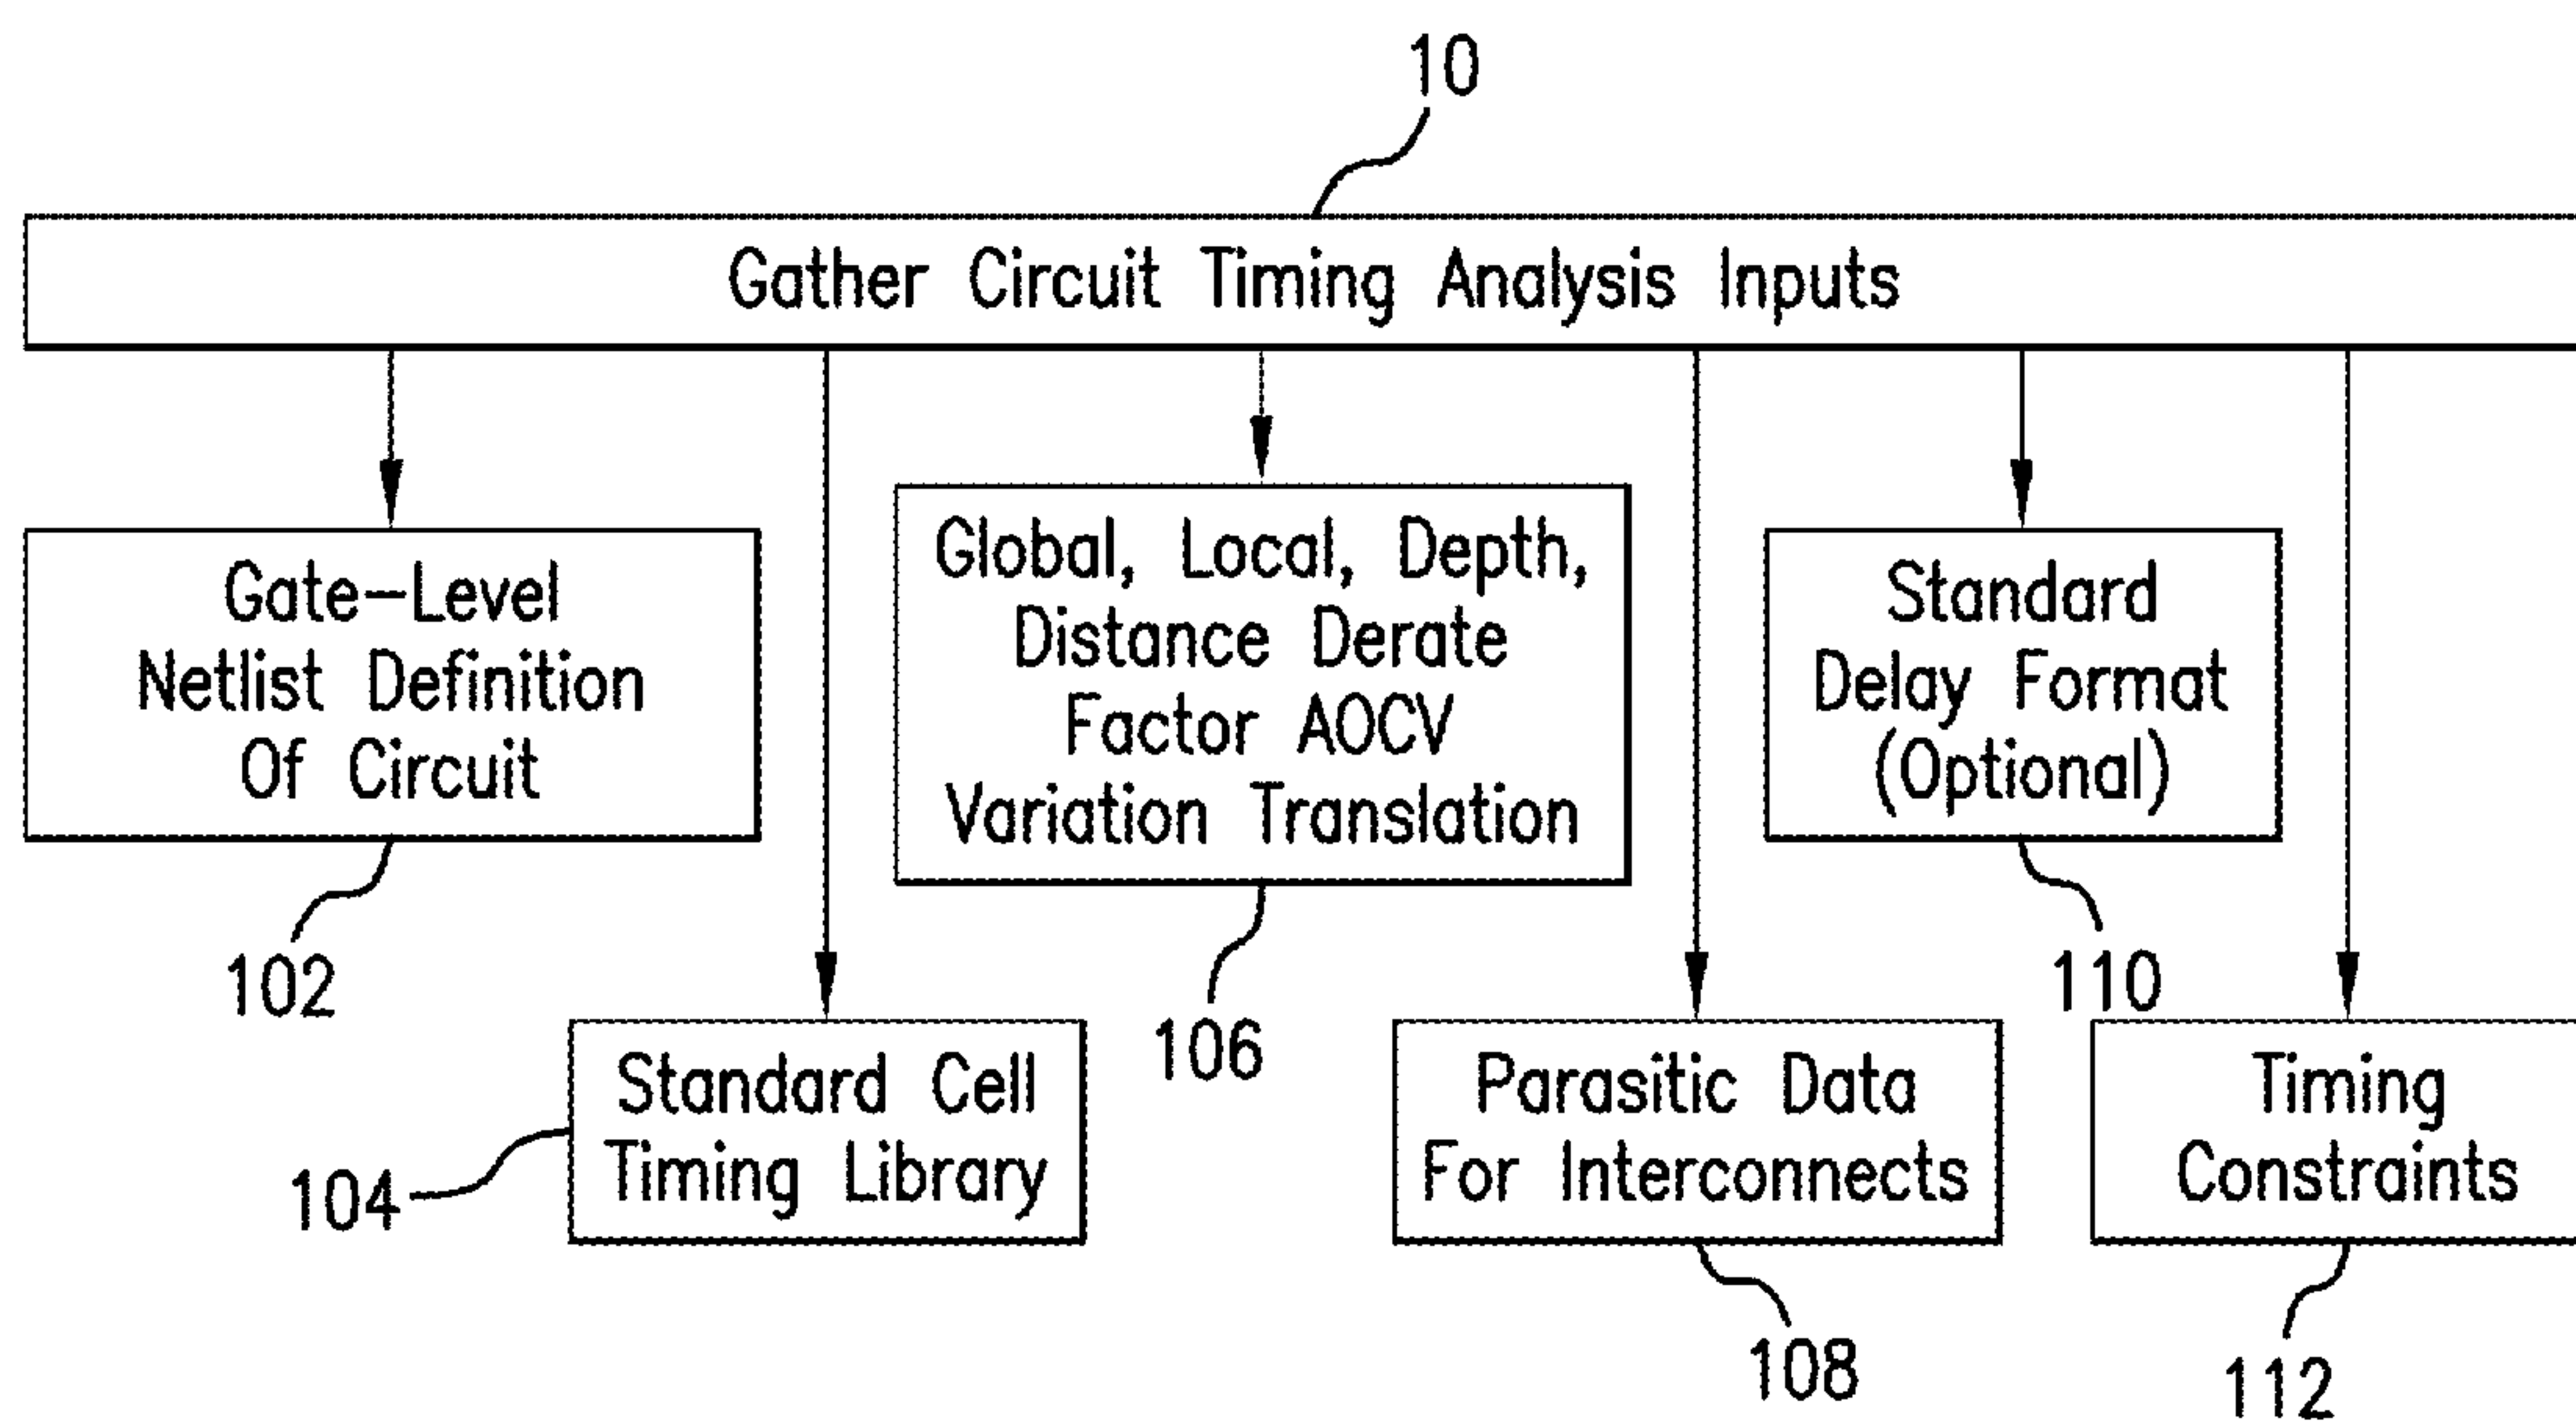 10
Gather Circuit Timing Analysis Inputs
Gate-Level
Netlist Definition
Of Circuit
102
Standard Cell
Timing Library
104
Global, Local, Depth,
Distance Derate
Factor AOCV
Variation Translation
106
Parasitic Data
For Interconnects
108
Standard
Delay Format
(Optional)
110
Timing
Constraints
112